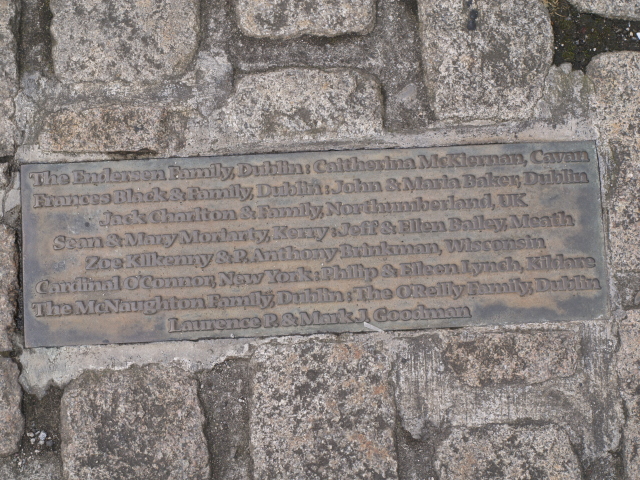 The Endersen Family, Dublin : Caitherina McKiernan, Cavan
Frances Black & Family, Dublin : John & Maria Baker, Dublin
Jack Charlton & Family, Northumberland, UK
Sean & Mary Moriarty, Kerry : Jeff & Ellen Bailey, Meath
Zoe Kilkenny & P. Anthony Brinkman, Wisconsin
Cardinal O'Connor, New York : Philip & Eileen Lynch, Kildare
The McNaughton Family, Dublin : The O'Reilly Family, Dublin
Laurence P. & Mark J. Goodman